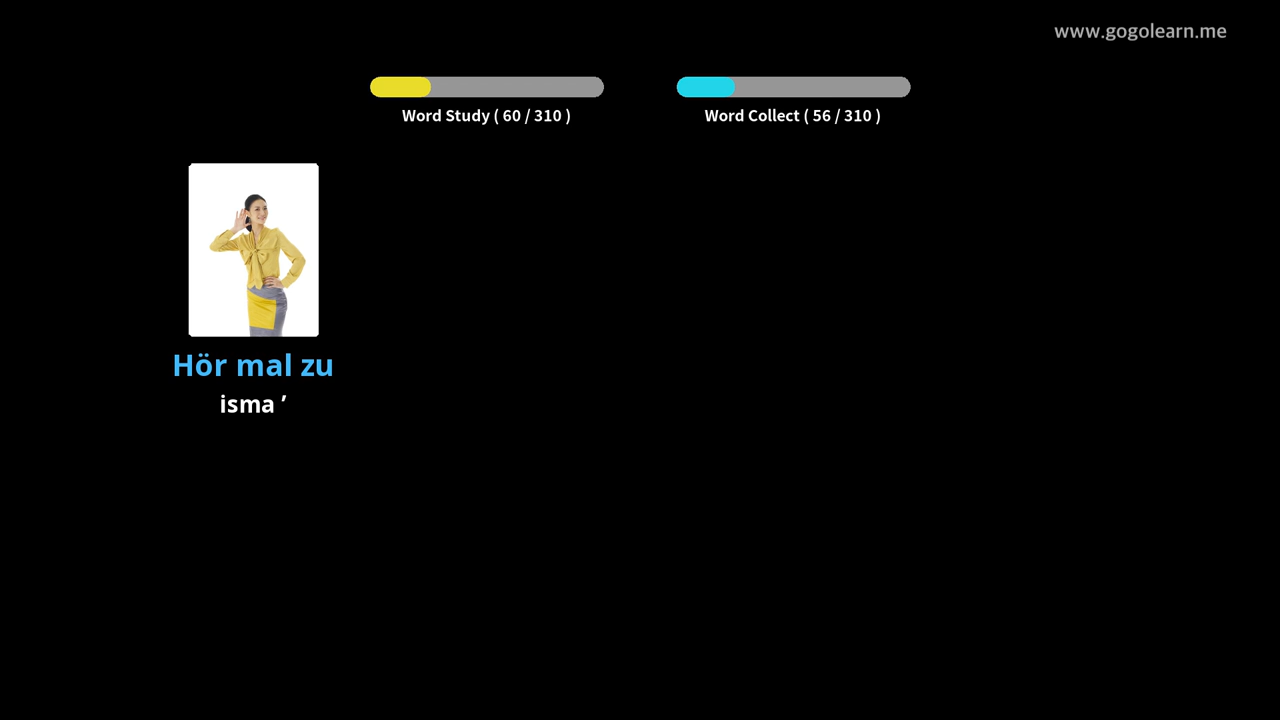 www.gogolearn.me
Word Study ( 60 / 310 )
Word Collect ( 56 / 310 )
Hör mal zu
isma ’